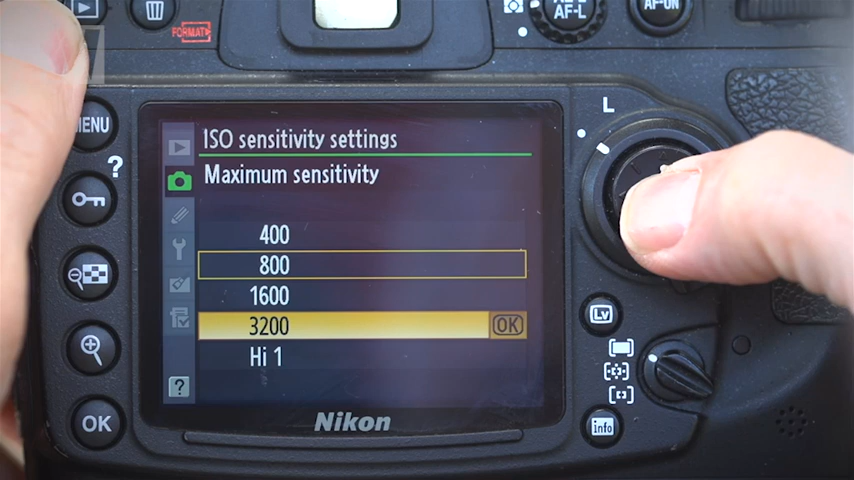 FORMAT
AE-L
AF-L
AF-ON
L
MENU
?
ISO sensitivity settings
Maximum sensitivity
400
800
1600
3200 OK
Hi 1
?
Lv
info
OK
Nikon